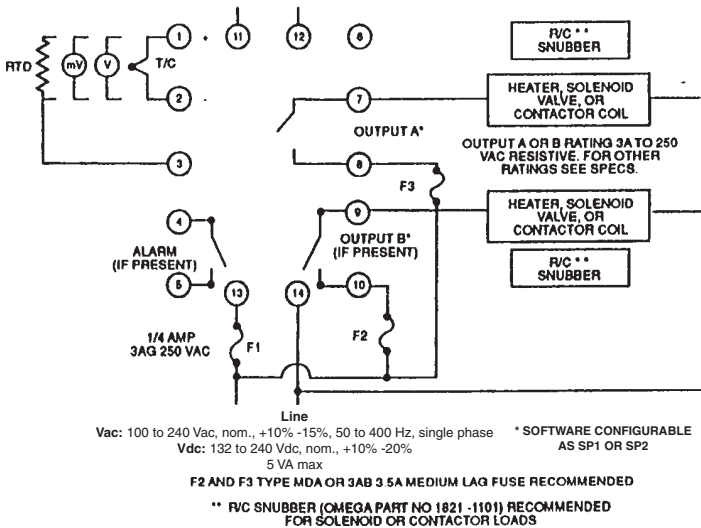 1 + 11 12 6
R/C **
SNUBBER
RTD mV V T/C
2 -
7
HEATER, SOLENOID
VALVE, OR
CONTACTOR COIL
OUTPUT A*
OUTPUT A OR B RATING 3A TO 250
VAC RESISTIVE. FOR OTHER
RATINGS SEE SPECS.
3
8
F3
9
HEATER, SOLENOID
VALVE, OR
CONTACTOR COIL
4
ALARM
(IF PRESENT)
OUTPUT B*
(IF PRESENT)
R/C **
SNUBBER
5 13 14 10
1/4 AMP
3AG 250 VAC
F1
F2
Line
Vac: 100 to 240 Vac, nom., +10% -15%, 50 to 400 Hz, single phase
Vdc: 132 to 240 Vdc, nom., +10% -20%
5 VA max
* SOFTWARE CONFIGURABLE
AS SP1 OR SP2
F2 AND F3 TYPE MDA OR 3AB 3.5A MEDIUM LAG FUSE RECOMMENDED
** R/C SNUBBER (OMEGA PART NO 1821 -1101) RECOMMENDED
FOR SOLENOID OR CONTACTOR LOADS